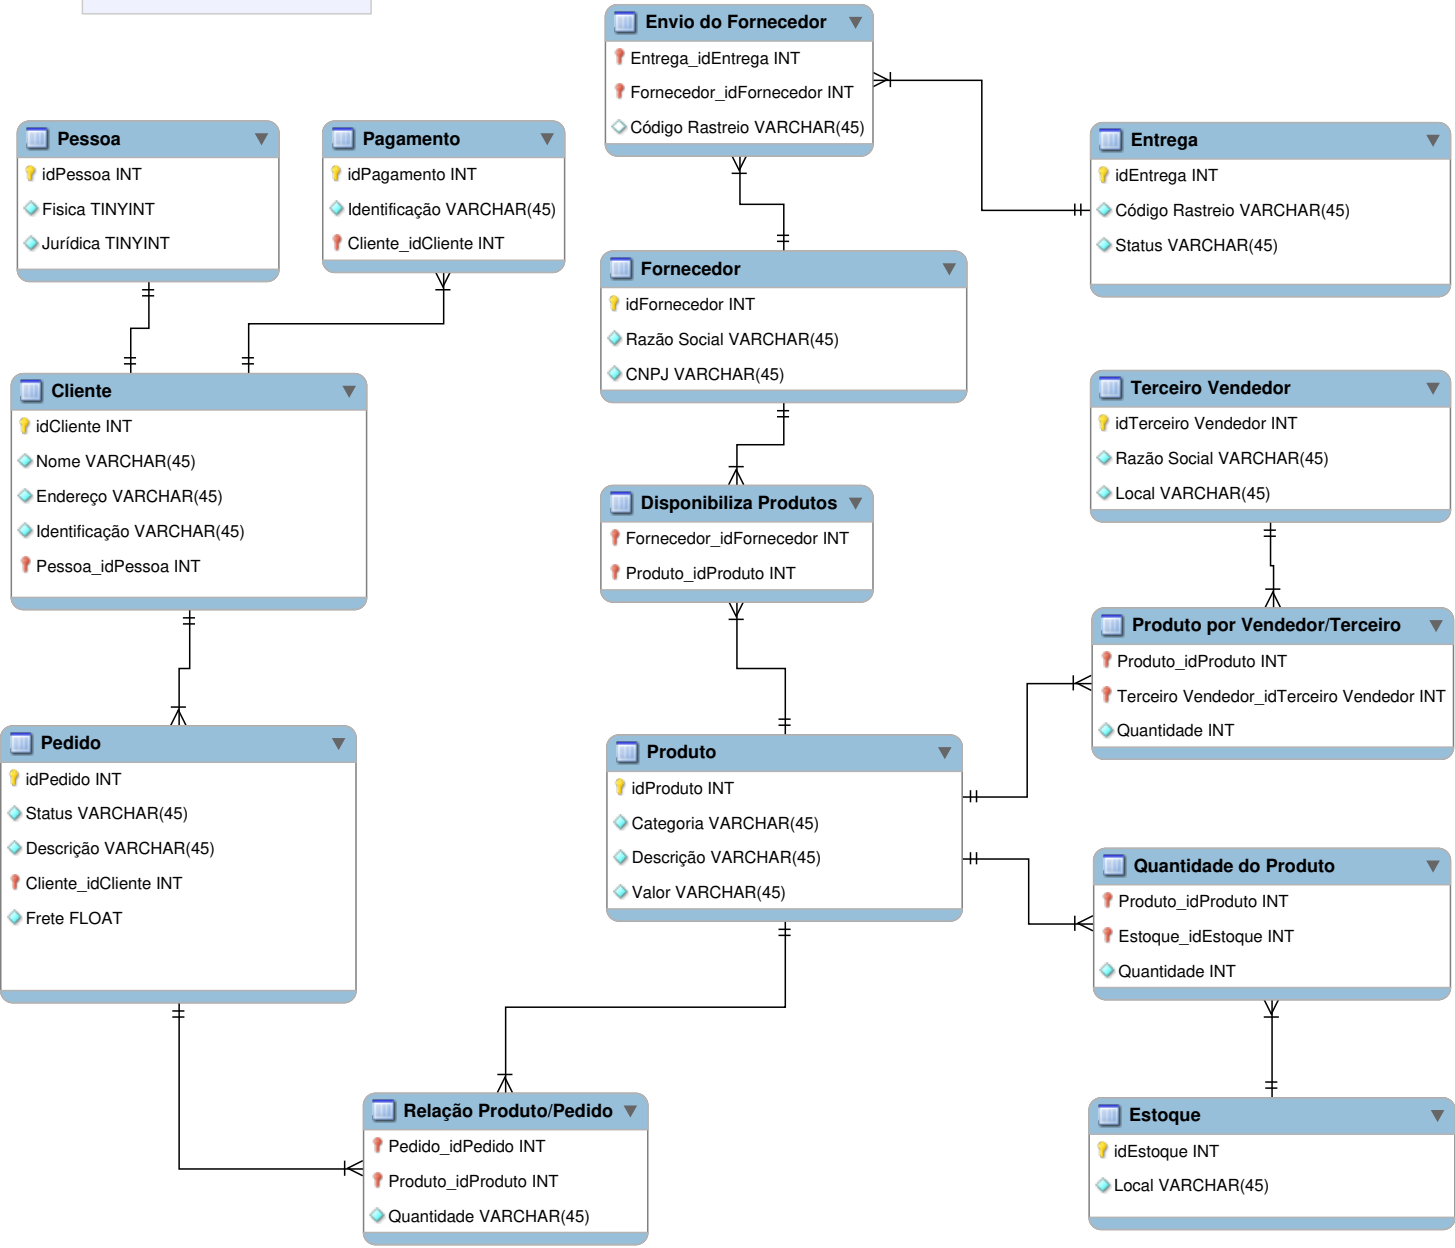 Envio do Fornecedor
Entrega_idEntrega INT
Fornecedor_idFornecedor INT
Código Rastreio VARCHAR(45)
Pessoa
idPessoa INT
Fisica TINYINT
Jurídica TINYINT
Pagamento
idPagamento INT
Identificação VARCHAR(45)
Cliente_idCliente INT
Entrega
idEntrega INT
Código Rastreio VARCHAR(45)
Status VARCHAR(45)
Fornecedor
idFornecedor INT
Razão Social VARCHAR(45)
CNPJ VARCHAR(45)
Cliente
idCliente INT
Nome VARCHAR(45)
Endereço VARCHAR(45)
Identificação VARCHAR(45)
Pessoa_idPessoa INT
Terceiro Vendedor
idTerceiro Vendedor INT
Razão Social VARCHAR(45)
Local VARCHAR(45)
Disponibiliza Produtos
Fornecedor_idFornecedor INT
Produto_idProduto INT
Produto por Vendedor/Terceiro
Produto_idProduto INT
Terceiro Vendedor_idTerceiro Vendedor INT
Quantidade INT
Pedido
idPedido INT
Status VARCHAR(45)
Descrição VARCHAR(45)
Cliente_idCliente INT
Frete FLOAT
Produto
idProduto INT
Categoria VARCHAR(45)
Descrição VARCHAR(45)
Valor VARCHAR(45)
Quantidade do Produto
Produto_idProduto INT
Estoque_idEstoque INT
Quantidade INT
Relação Produto/Pedido
Pedido_idPedido INT
Produto_idProduto INT
Quantidade VARCHAR(45)
Estoque
idEstoque INT
Local VARCHAR(45)